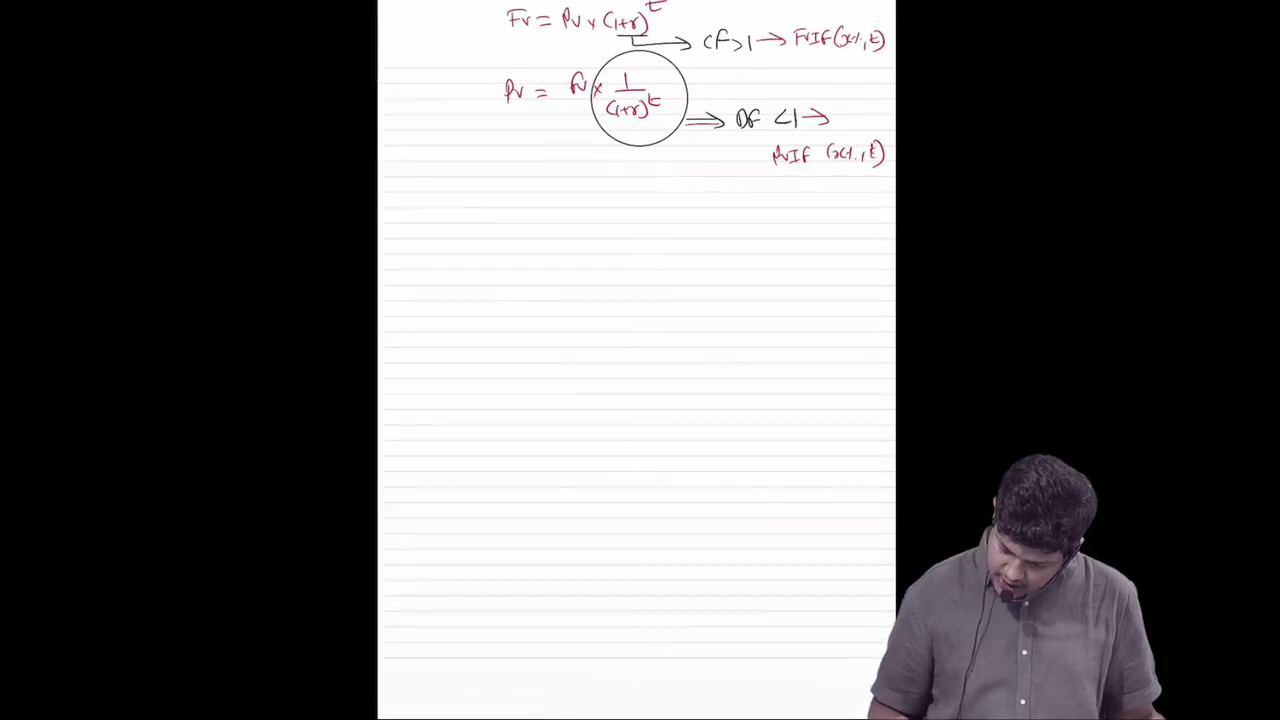 FV = PV × (1+r)^t
CF >1 → FVIF (x%, t)
PV = FV × 1/(1+r)^t
⇒ DF <1 →
PVIF (x%, t)